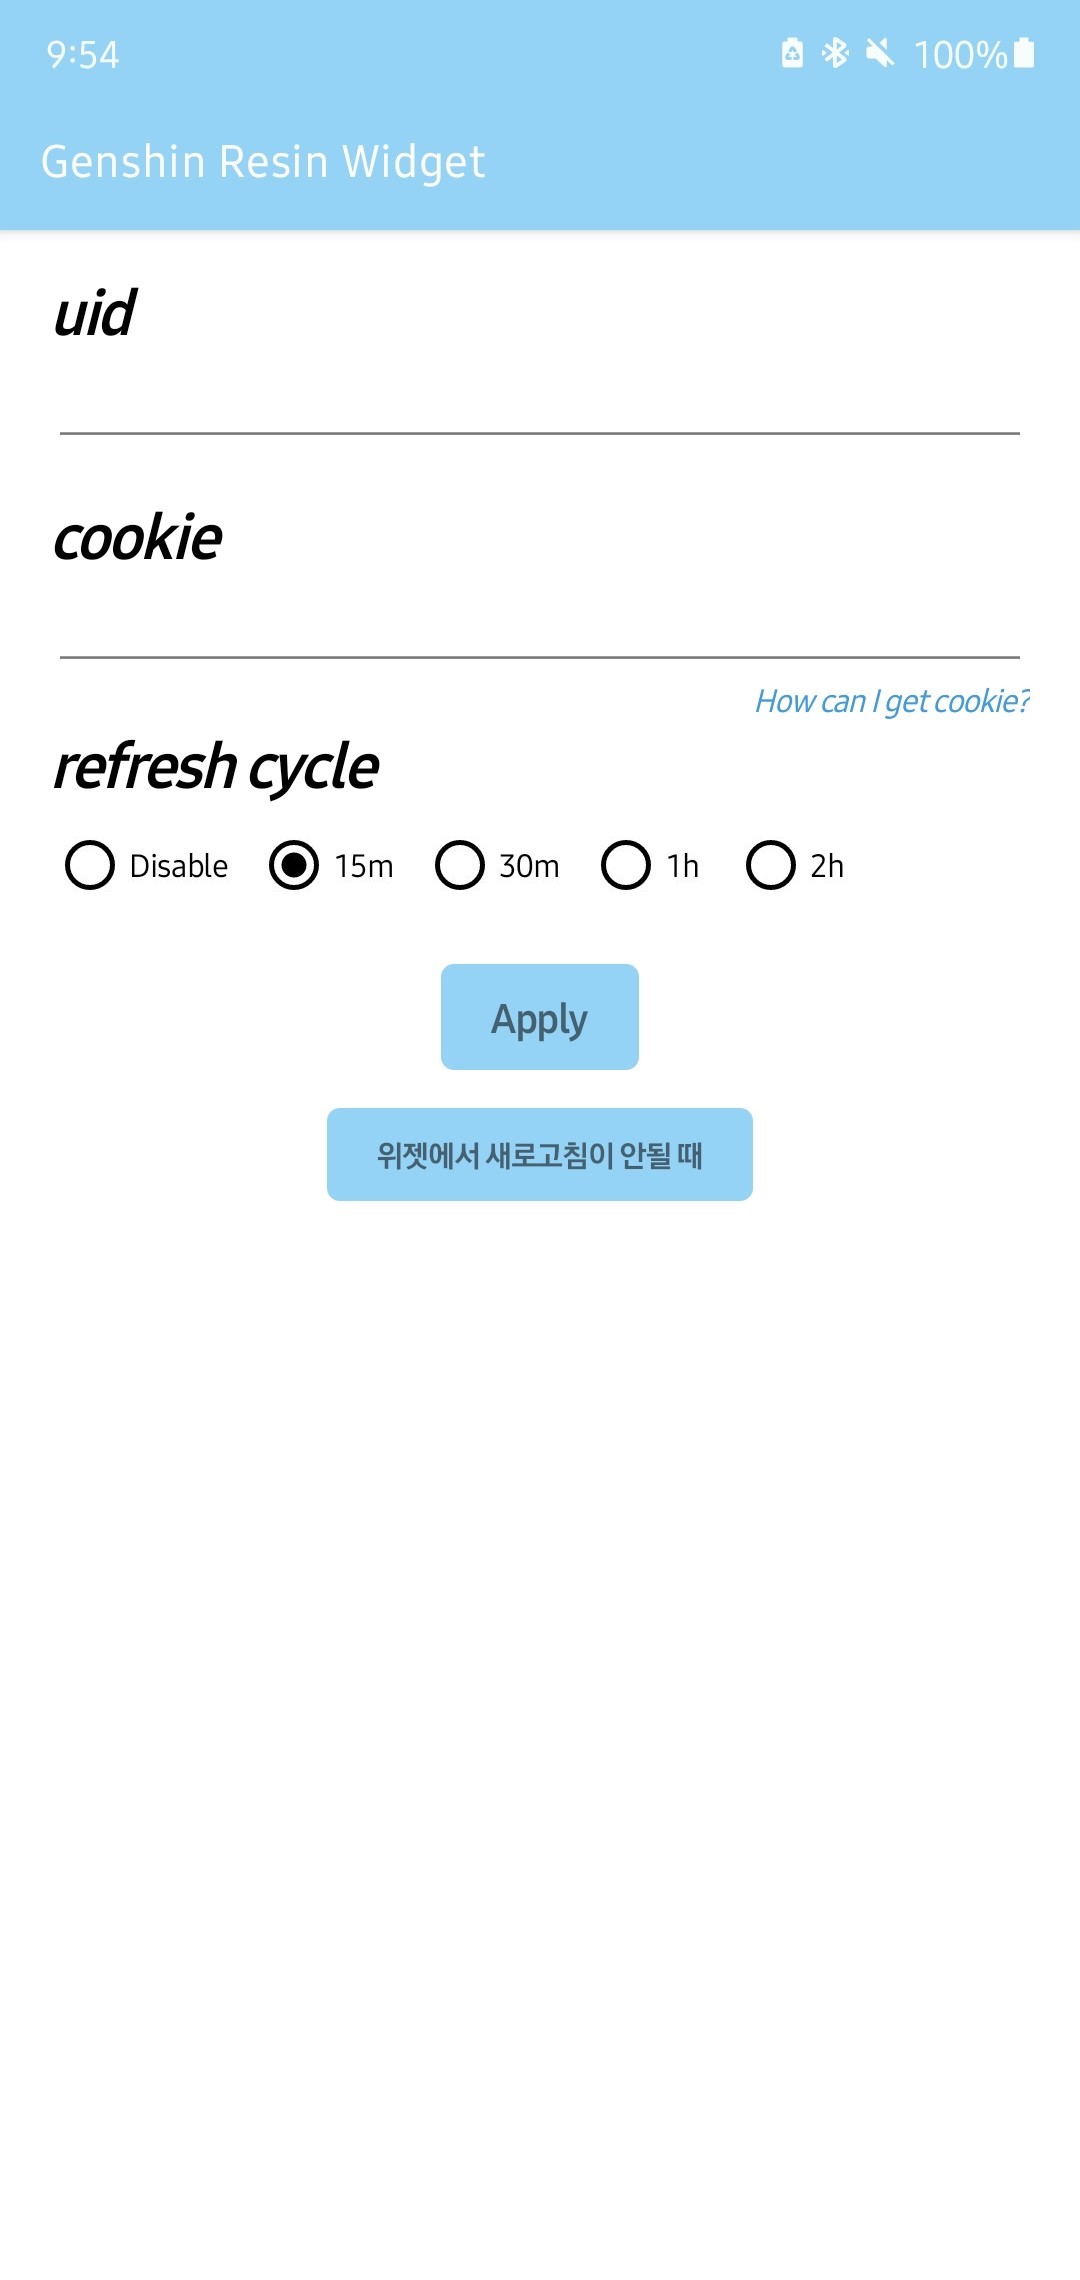 9:54 100%
Genshin Resin Widget
uid
cookie
How can I get cookie?
refresh cycle
Disable 15m 30m 1h 2h
Apply
위젯에서 새로고침이 안될 때